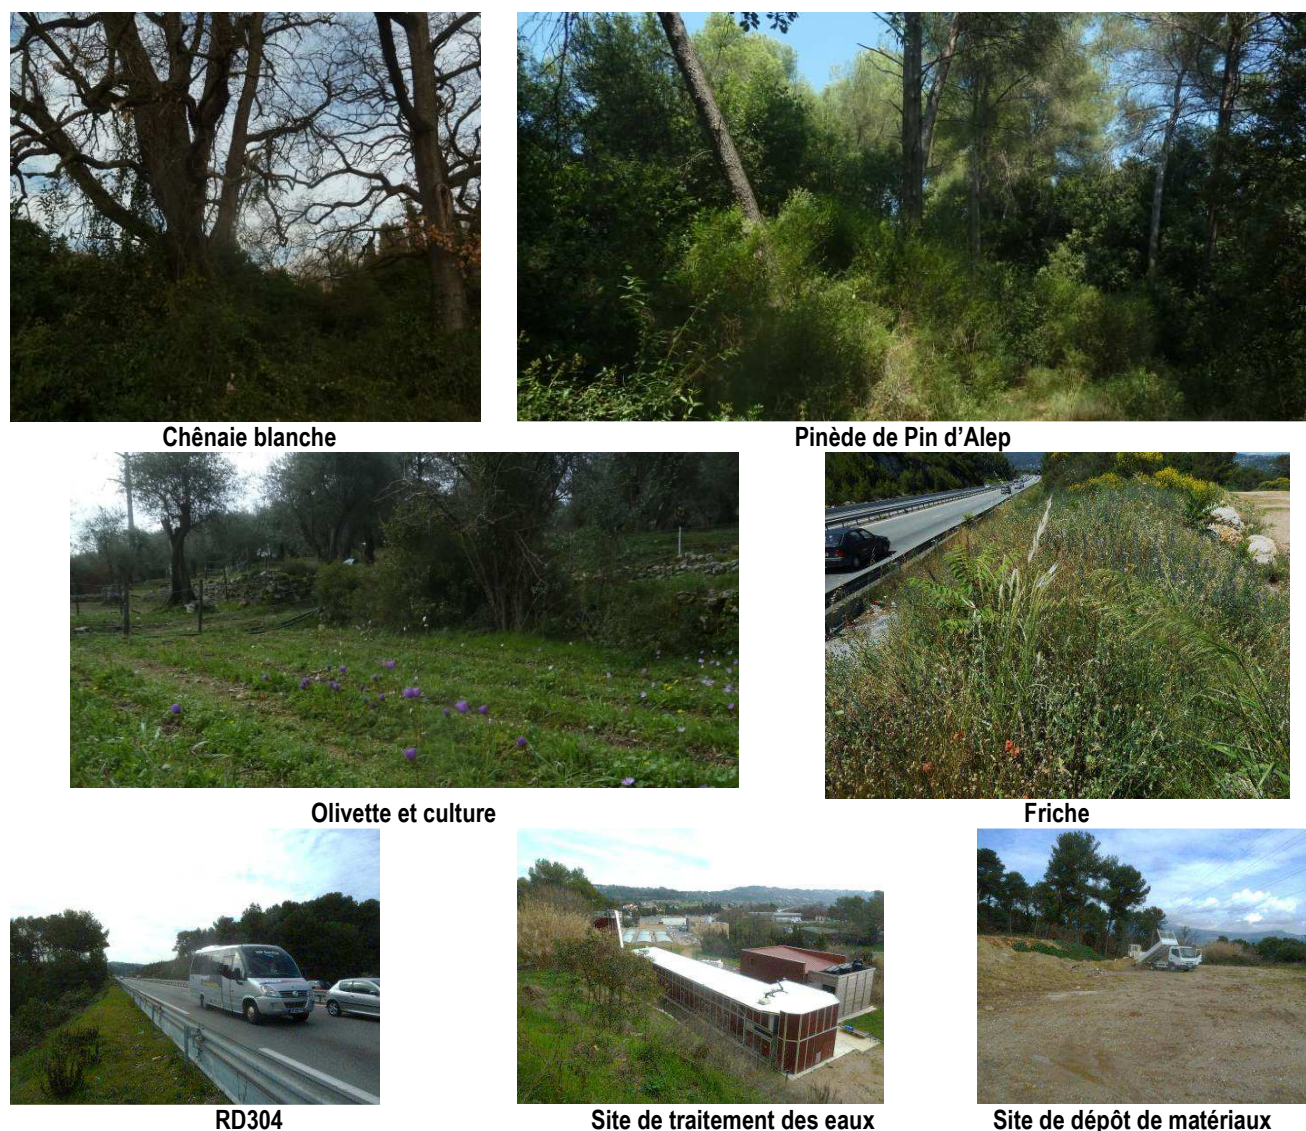 Chênaie blanche
Pinède de Pin d'Alep
Olivette et culture
Friche
RD304
Site de traitement des eaux
Site de dépôt de matériaux